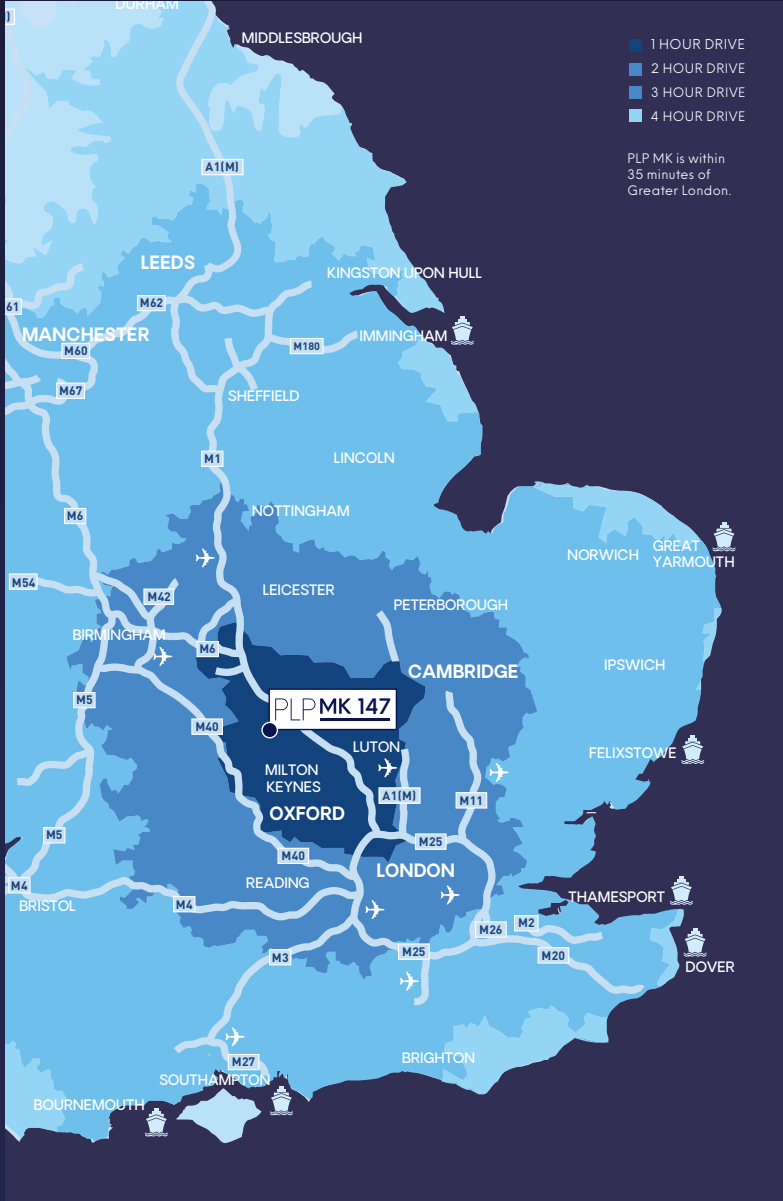 DURHAM
MIDDLESBROUGH
1 HOUR DRIVE
2 HOUR DRIVE
3 HOUR DRIVE
4 HOUR DRIVE
PLP MK is within
35 minutes of
Greater London.
A1(M)
LEEDS
KINGSTON UPON HULL
61
M62
MANCHESTER
IMMINGHAM
M60
M180
M67
SHEFFIELD
M1
LINCOLN
NOTTINGHAM
M6
NORWICH
GREAT
YARMOUTH
M54
M42
LEICESTER
PETERBOROUGH
BIRMINGHAM
M6
IPSWICH
CAMBRIDGE
M5
PLP MK 147
M40
LUTON
FELIXSTOWE
MILTON
KEYNES
A1(M)
M11
OXFORD
M5
M25
M40
LONDON
M4
READING
THAMESPORT
BRISTOL
M4
M2
M26
M25
M20
M3
DOVER
BRIGHTON
M27
SOUTHAMPTON
BOURNEMOUTH